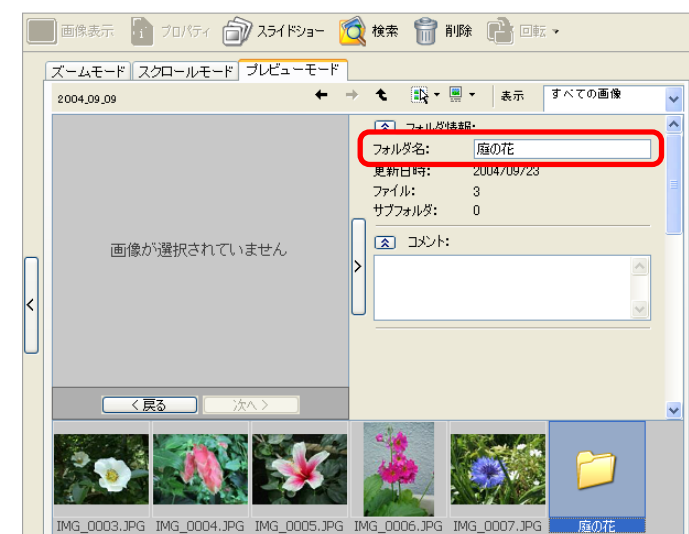 画像表示 プロパティ スライドショー 検索 削除 回転
ズームモード スクロールモード プレビューモード
2004_09_09 表示 すべての画像
フォルダ情報:
フォルダ名: 庭の花
更新日時: 2004/09/23
ファイル: 3
サブフォルダ: 0
コメント:
画像が選択されていません
< 戻る 次へ >
IMG_0003.JPG IMG_0004.JPG IMG_0005.JPG IMG_0006.JPG IMG_0007.JPG 庭の花